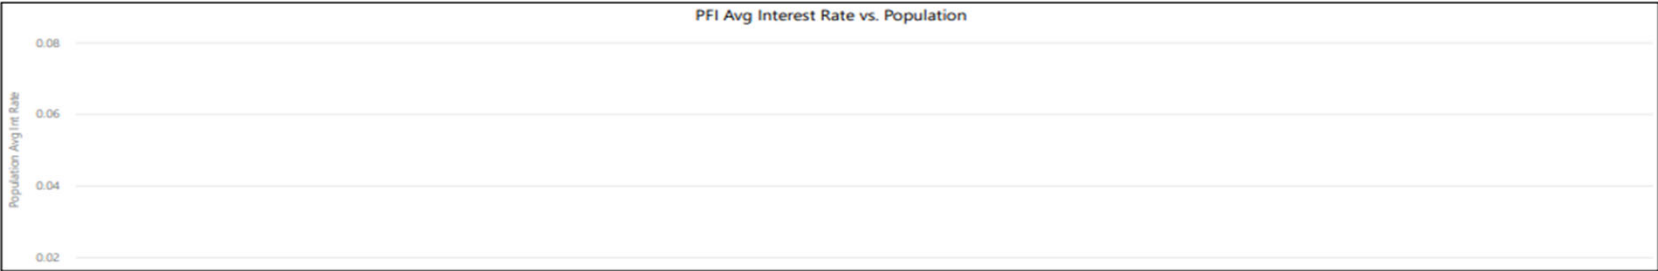 PFI Avg Interest Rate vs. Population
0.08
0.06
0.04
0.02
Population Avg Int Rate